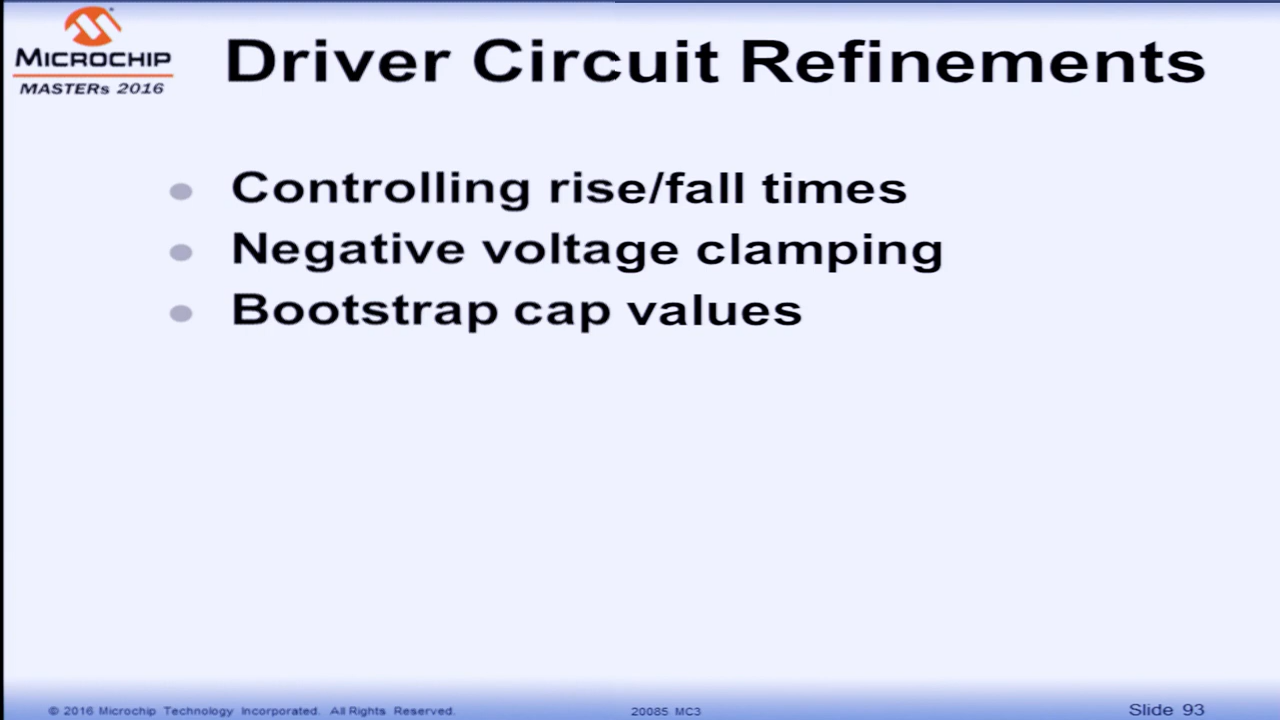 MICROCHIP
MASTERs 2016
Driver Circuit Refinements
Controlling rise/fall times
Negative voltage clamping
Bootstrap cap values
© 2016 Microchip Technology Incorporated. All Rights Reserved.
20085 MC3
Slide 93